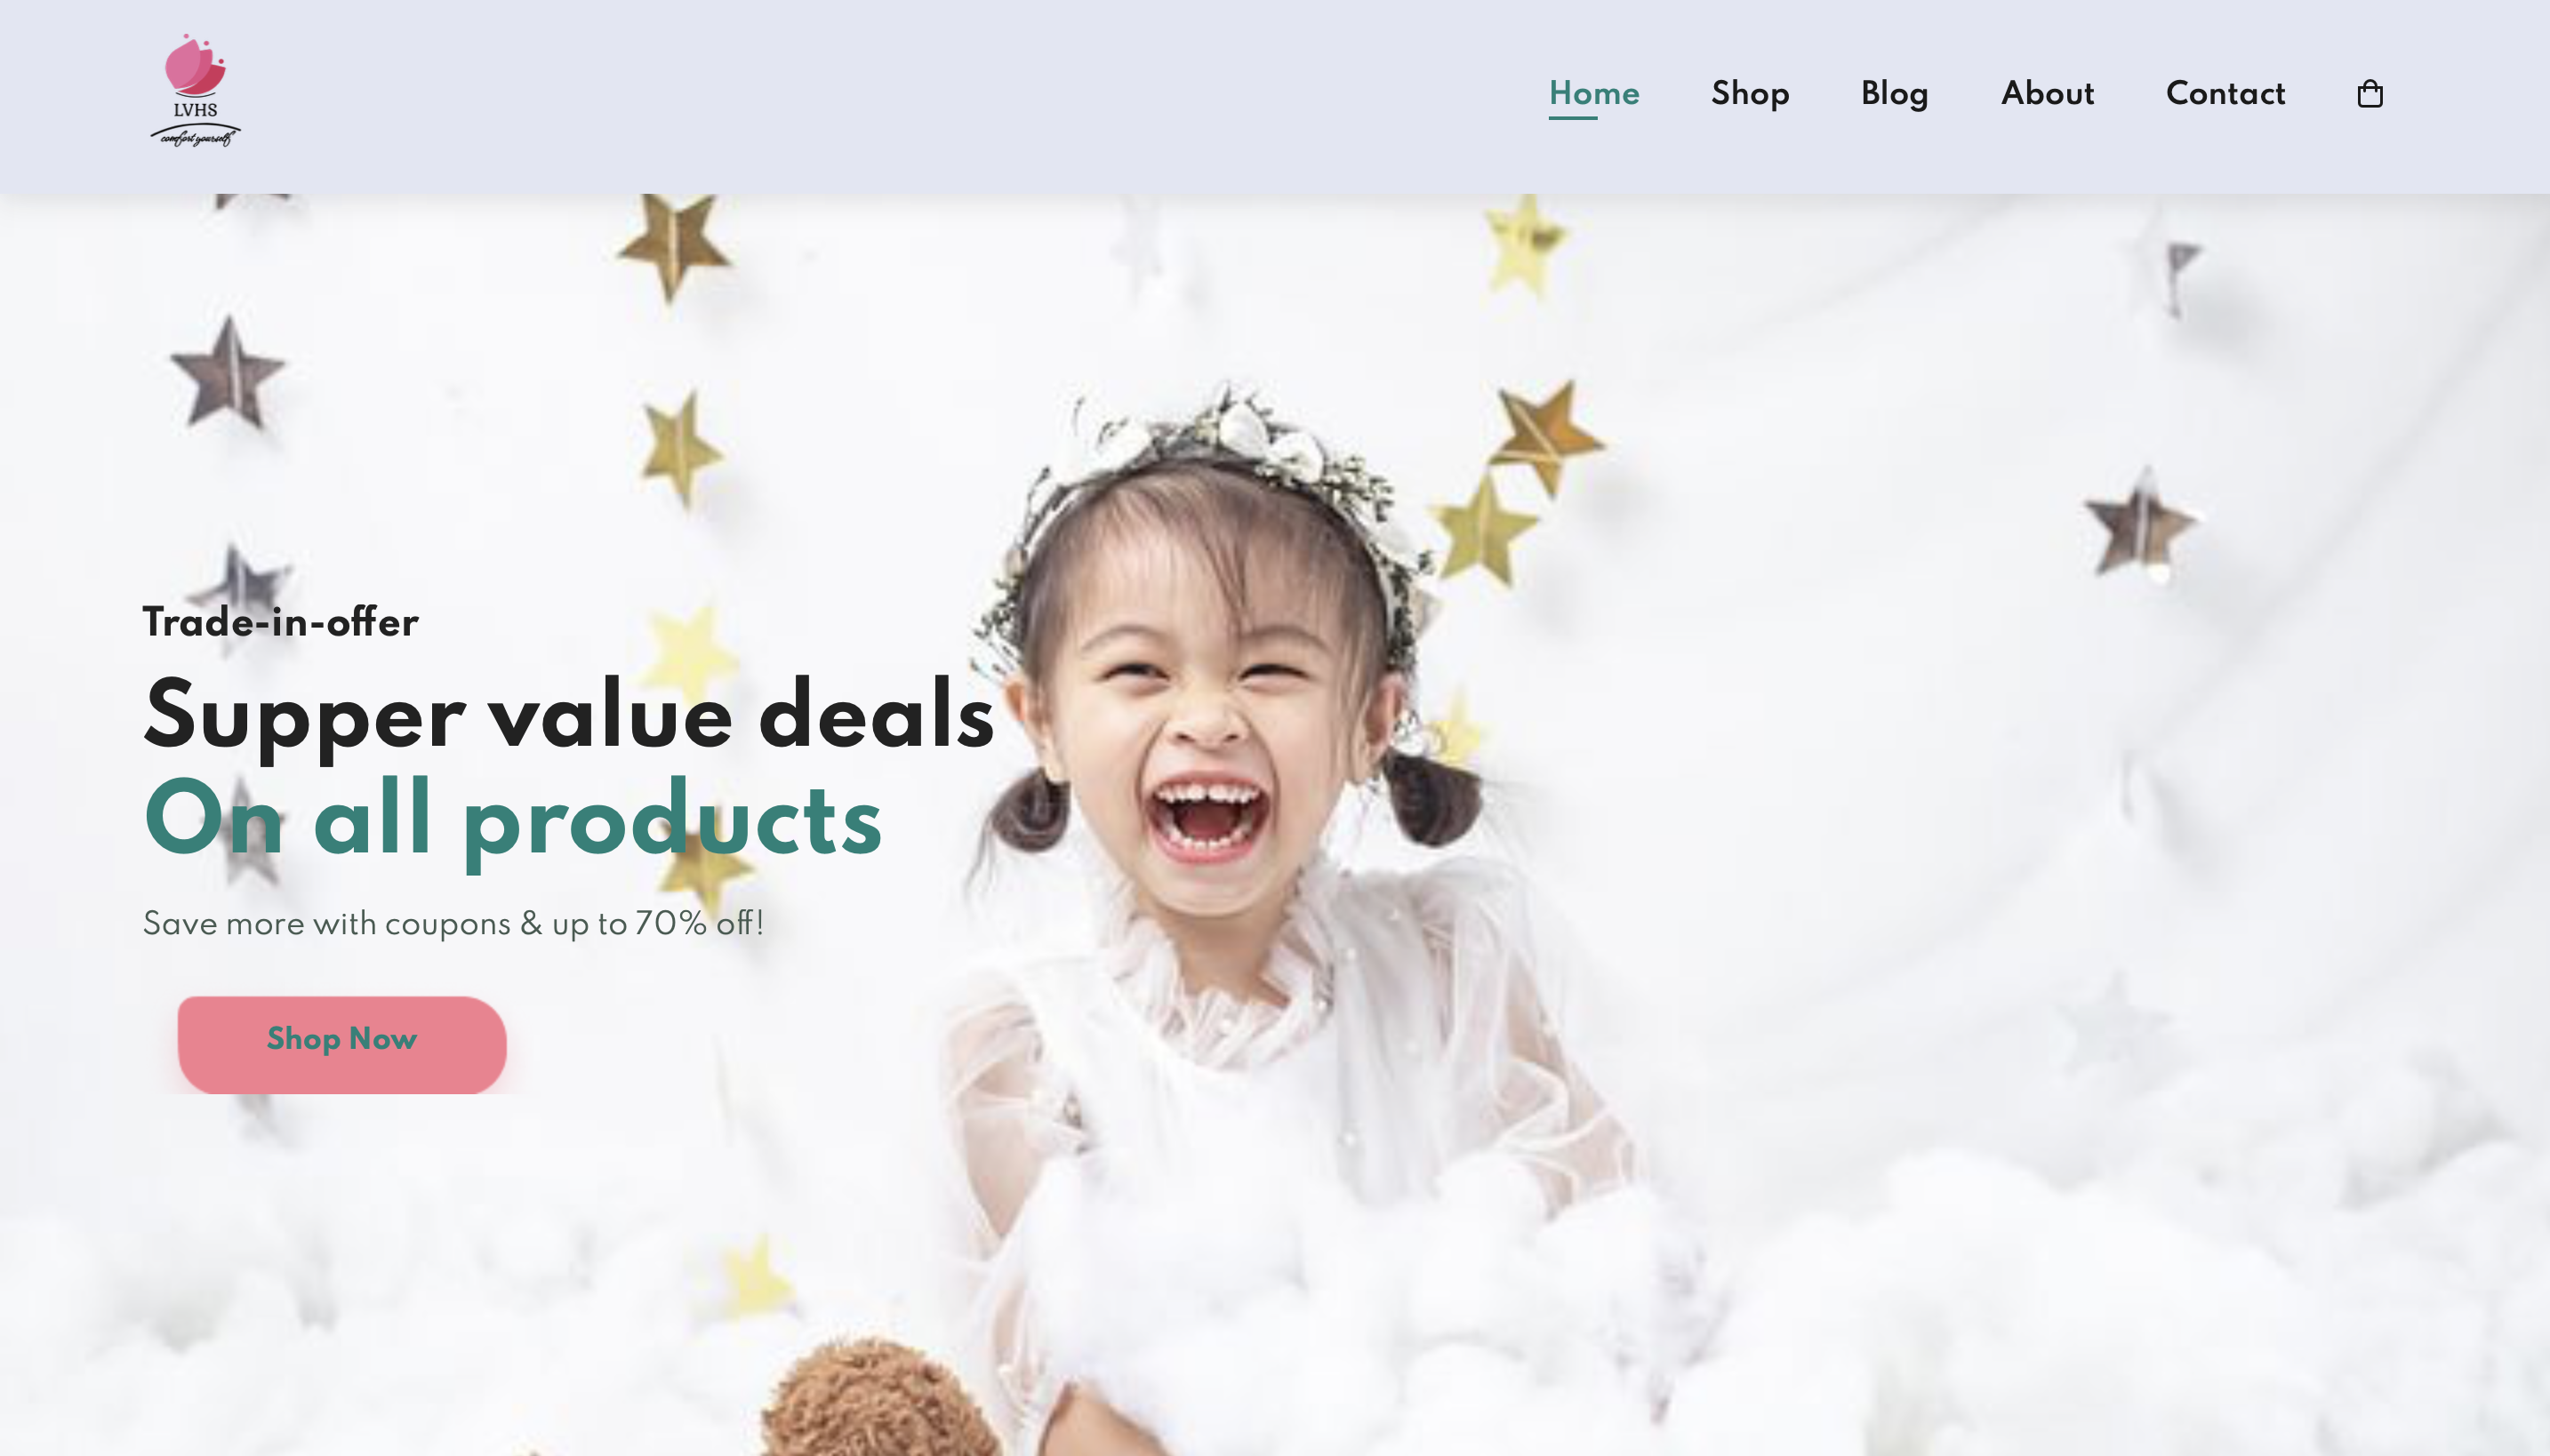 LVHS
comfort yourself
Home Shop Blog About Contact
Trade-in-offer
Supper value deals
On all products
Save more with coupons & up to 70% off!
Shop Now